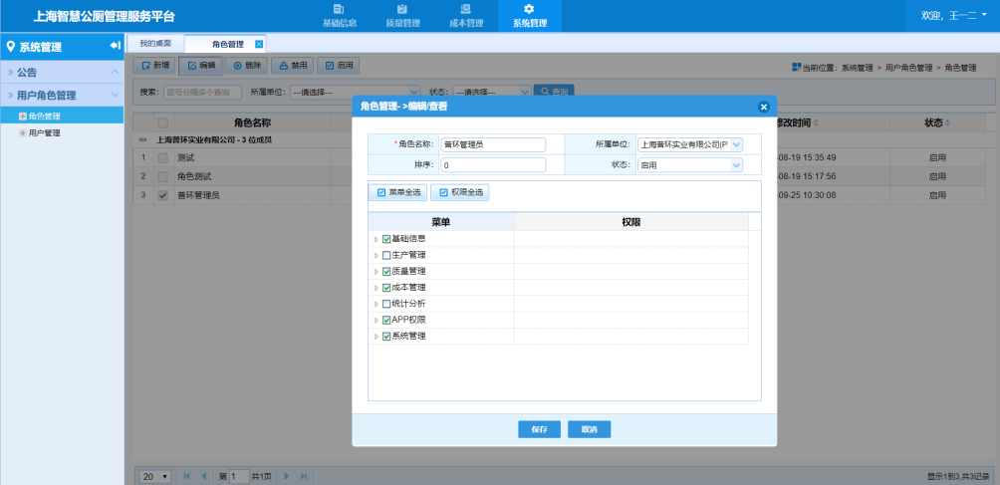 上海智慧公厕管理服务平台
基础信息 质量管理 成本管理 系统管理
欢迎, 王一二
系统管理
我的桌面 角色管理
公告
用户角色管理
角色管理
用户管理
新增 编辑 删除 禁用 启用
当前位置: 系统管理 > 用户角色管理 > 角色管理
搜索: 逗号分隔多个查询 所属单位: ---请选择--- 状态: ---请选择--- 查询
角色名称 修改时间 状态
上海普环实业有限公司 - 3 位成员
1 测试 -08-19 15:35:49 启用
2 角色测试 -08-19 15:17:56 启用
3 普环管理员 -09-25 10:30:08 启用
角色管理->编辑/查看
* 角色名称: 普环管理员 所属单位: 上海普环实业有限公司(P.
排序: 0 状态: 启用
菜单全选 权限全选
菜单 权限
基础信息
生产管理
质量管理
成本管理
统计分析
APP权限
系统管理
保存 取消
20 第 1 共1页
显示1到3,共3记录